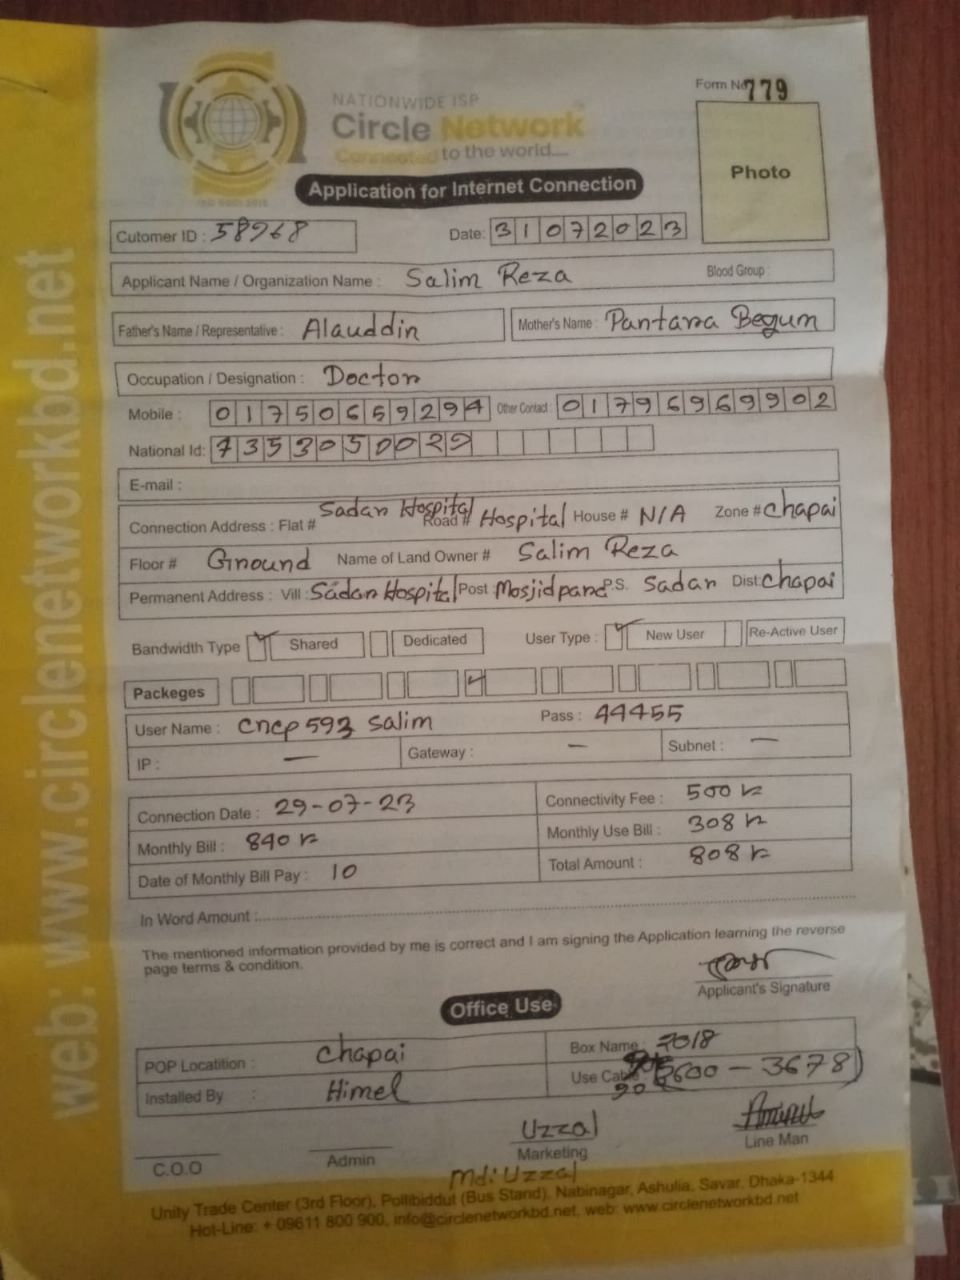 Form No 779
NATIONWIDE ISP
Circle Network
Connected to the world....
ISO 9001:2015
Photo
Application for Internet Connection
Cutomer ID : 58968 Date: 31072023
Applicant Name / Organization Name : Salim Reza Blood Group :
Father's Name / Representative : Alauddin Mother's Name : Pantara Begum
Occupation / Designation : Doctor
Mobile : 01750659294 Other Contact : 01796969902
National Id: 7353050029
E-mail :
Connection Address : Flat # Sadar Hospital Road # Hospital House # N/A Zone # Chapai
Floor # Ground Name of Land Owner # Salim Reza
Permanent Address : Vill : Sadar Hospital Post : Mosjidpara P.S. Sadar Dist: Chapai
Bandwidth Type Shared Dedicated User Type : New User Re-Active User
Packeges
User Name : cncp593 salim Pass : 44455
IP : — Gateway : — Subnet : —
Connection Date : 29-07-23 Connectivity Fee : 500
Monthly Bill : 840 Monthly Use Bill : 308
Date of Monthly Bill Pay : 10 Total Amount : 808
In Word Amount :
The mentioned information provided by me is correct and I am signing the Application learning the reverse
page terms & condition.
Applicant's Signature
Office Use
POP Locatition : Chapai Box Name : 2018
Installed By : Himel Use Cable 3600 - 3678)
90
Uzzal
C.O.O Admin Marketing Line Man
Md: Uzzal
Unity Trade Center (3rd Floor), Pollibiddut (Bus Stand), Nabinagar, Ashulia, Savar, Dhaka-1344
Hot-Line: + 09611 800 900, info@circlenetworkbd.net, web: www.circlenetworkbd.net
web: www.circlenetworkbd.net